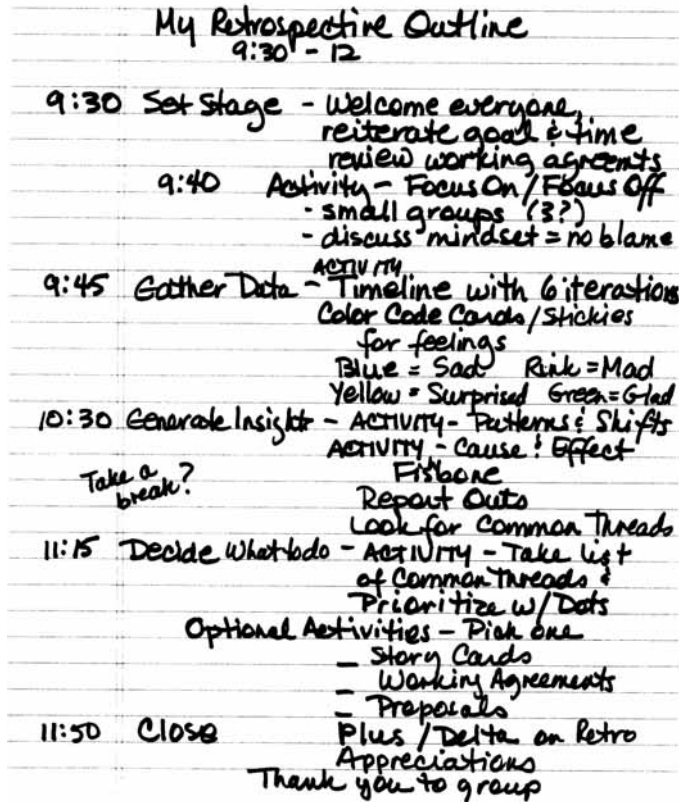 My Retrospective Outline
9:30 - 12
9:30 Set Stage - Welcome everyone,
reiterate goal & time
review working agreemts
9:40 Activity - Focus On / Focus Off
- small groups (3?)
- discuss mindset = no blame
ACTIVITY
9:45 Gather Data - Timeline with 6 iterations
Color Code Cards / Stickies
for feelings
Blue = Sad Pink = Mad
Yellow = Surprised Green = Glad
10:30 Generate Insight - ACTIVITY - Patterns & Shifts
ACTIVITY - Cause & Effect
Take a Fisbone
break? Report Outs
Look for Common Threads
11:15 Decide What to do - ACTIVITY - Take list
of Common Threads &
Prioritize w/ Dots
Optional Activities - Pick one
- Story Cards
- Working Agreements
- Proposals
11:50 Close Plus / Delta on Retro
Appreciations
Thank you to group